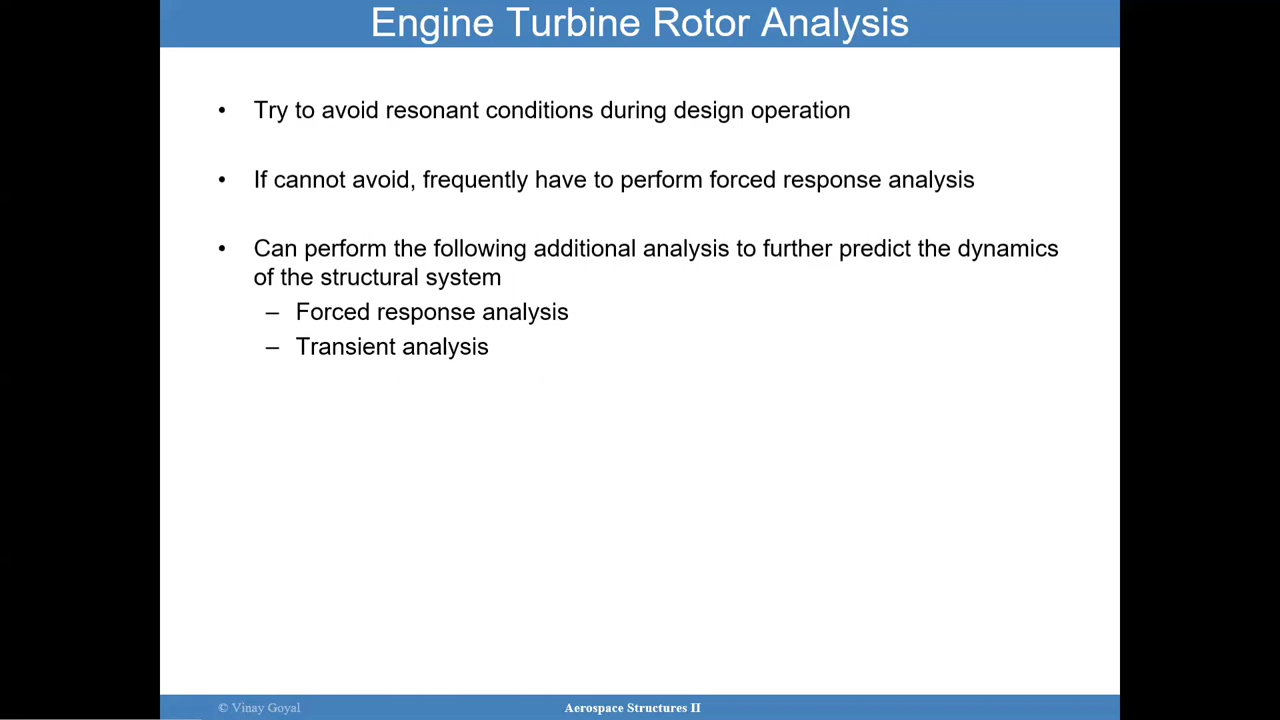 Engine Turbine Rotor Analysis
• Try to avoid resonant conditions during design operation
• If cannot avoid, frequently have to perform forced response analysis
• Can perform the following additional analysis to further predict the dynamics
of the structural system
– Forced response analysis
– Transient analysis
© Vinay Goyal
Aerospace Structures II